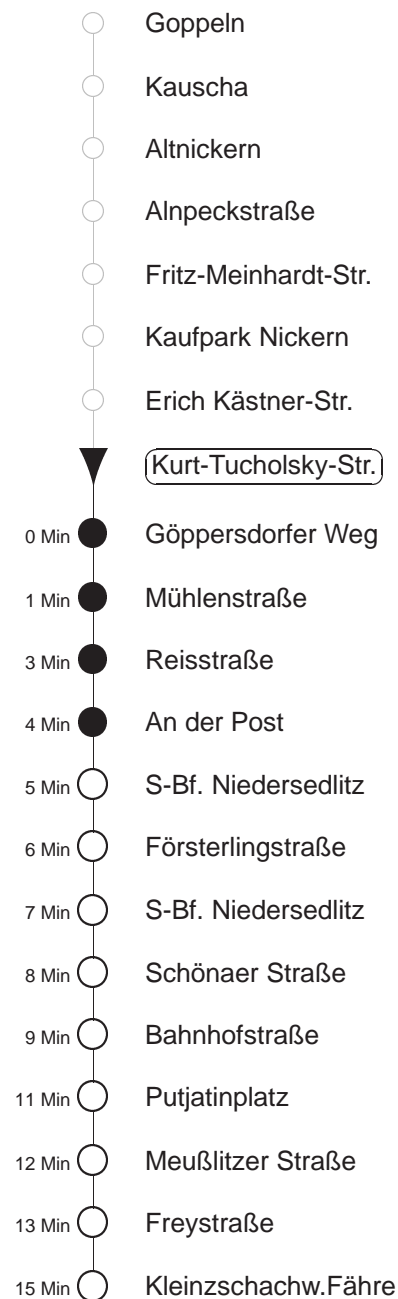 Goppeln
Kauscha
Altnickern
Alnpeckstraße
Fritz-Meinhardt-Str.
Kaufpark Nickern
Erich Kästner-Str.
Kurt-Tucholsky-Str.
0 Min Göppersdorfer Weg
1 Min Mühlenstraße
3 Min Reisstraße
4 Min An der Post
5 Min S-Bf. Niedersedlitz
6 Min Försterlingstraße
7 Min S-Bf. Niedersedlitz
8 Min Schönaer Straße
9 Min Bahnhofstraße
11 Min Putjatinplatz
12 Min Meußlitzer Straße
13 Min Freystraße
15 Min Kleinzschachw.Fähre